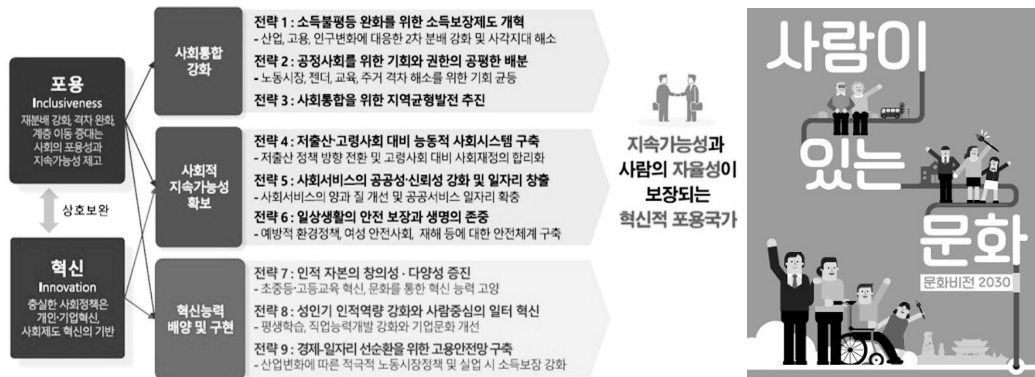 포용
Inclusiveness
재분배 강화, 격차 완화,
계층 이동 증대는
사회의 포용성과
지속가능성 제고
상호보완
혁신
Innovation
충실한 사회정책은
개인·기업혁신,
사회제도 혁신의 기반
사회통합
강화
전략 1 : 소득불평등 완화를 위한 소득보장제도 개혁
- 산업, 고용, 인구변화에 대응한 2차 분배 강화 및 사각지대 해소
전략 2 : 공정사회를 위한 기회와 권한의 공평한 배분
- 노동시장, 젠더, 교육, 주거 격차 해소를 위한 기회 균등
전략 3 : 사회통합을 위한 지역균형발전 추진
사회적
지속가능성
확보
전략 4 : 저출산·고령사회 대비 능동적 사회시스템 구축
- 저출산 정책 방향 전환 및 고령사회 대비 사회재정의 합리화
전략 5 : 사회서비스의 공공성·신뢰성 강화 및 일자리 창출
- 사회서비스의 양과 질 개선 및 공공서비스 일자리 확충
전략 6 : 일상생활의 안전 보장과 생명의 존중
- 예방적 환경정책, 여성 안전사회, 재해 등에 대한 안전체계 구축
혁신능력
배양 및 구현
전략 7 : 인적 자본의 창의성 · 다양성 증진
- 초중등·고등교육 혁신, 문화를 통한 혁신 능력 고양
전략 8 : 성인기 인적역량 강화와 사람중심의 일터 혁신
- 평생학습, 직업능력개발 강화와 기업문화 개선
전략 9 : 경제-일자리 선순환을 위한 고용안전망 구축
- 산업변화에 따른 적극적 노동시장정책 및 실업 시 소득보장 강화
지속가능성과
사람의 자율성이
보장되는
혁신적 포용국가
사람이
있는
문화
문화비전 2030